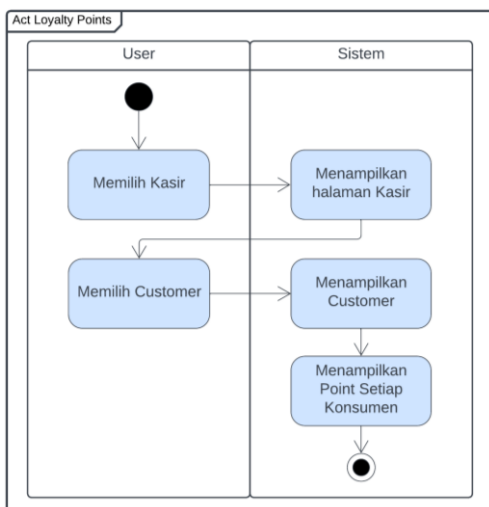 Act Loyalty Points
User
Sistem
Memilih Kasir
Menampilkan
halaman Kasir
Memilih Customer
Menampilkan
Customer
Menampilkan
Point Setiap
Konsumen